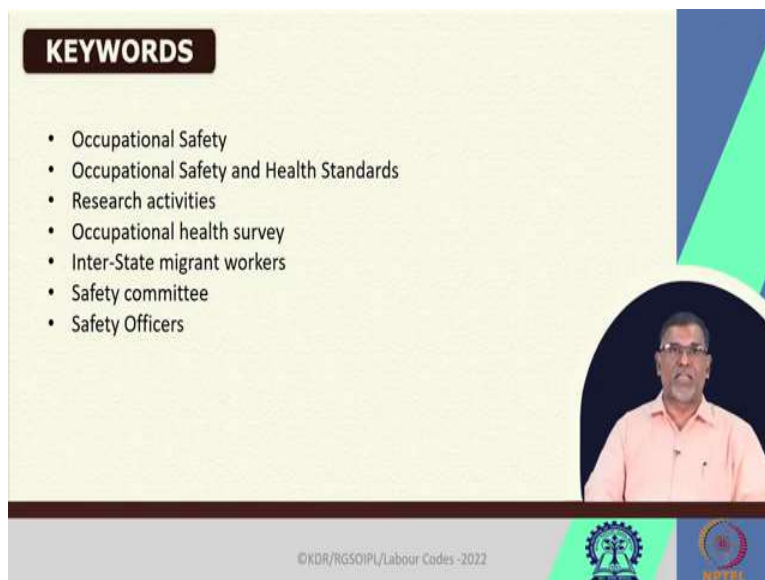 KEYWORDS
• Occupational Safety
• Occupational Safety and Health Standards
• Research activities
• Occupational health survey
• Inter-State migrant workers
• Safety committee
• Safety Officers
©KDR/RGSOIPL/Labour Codes -2022
NPTEL